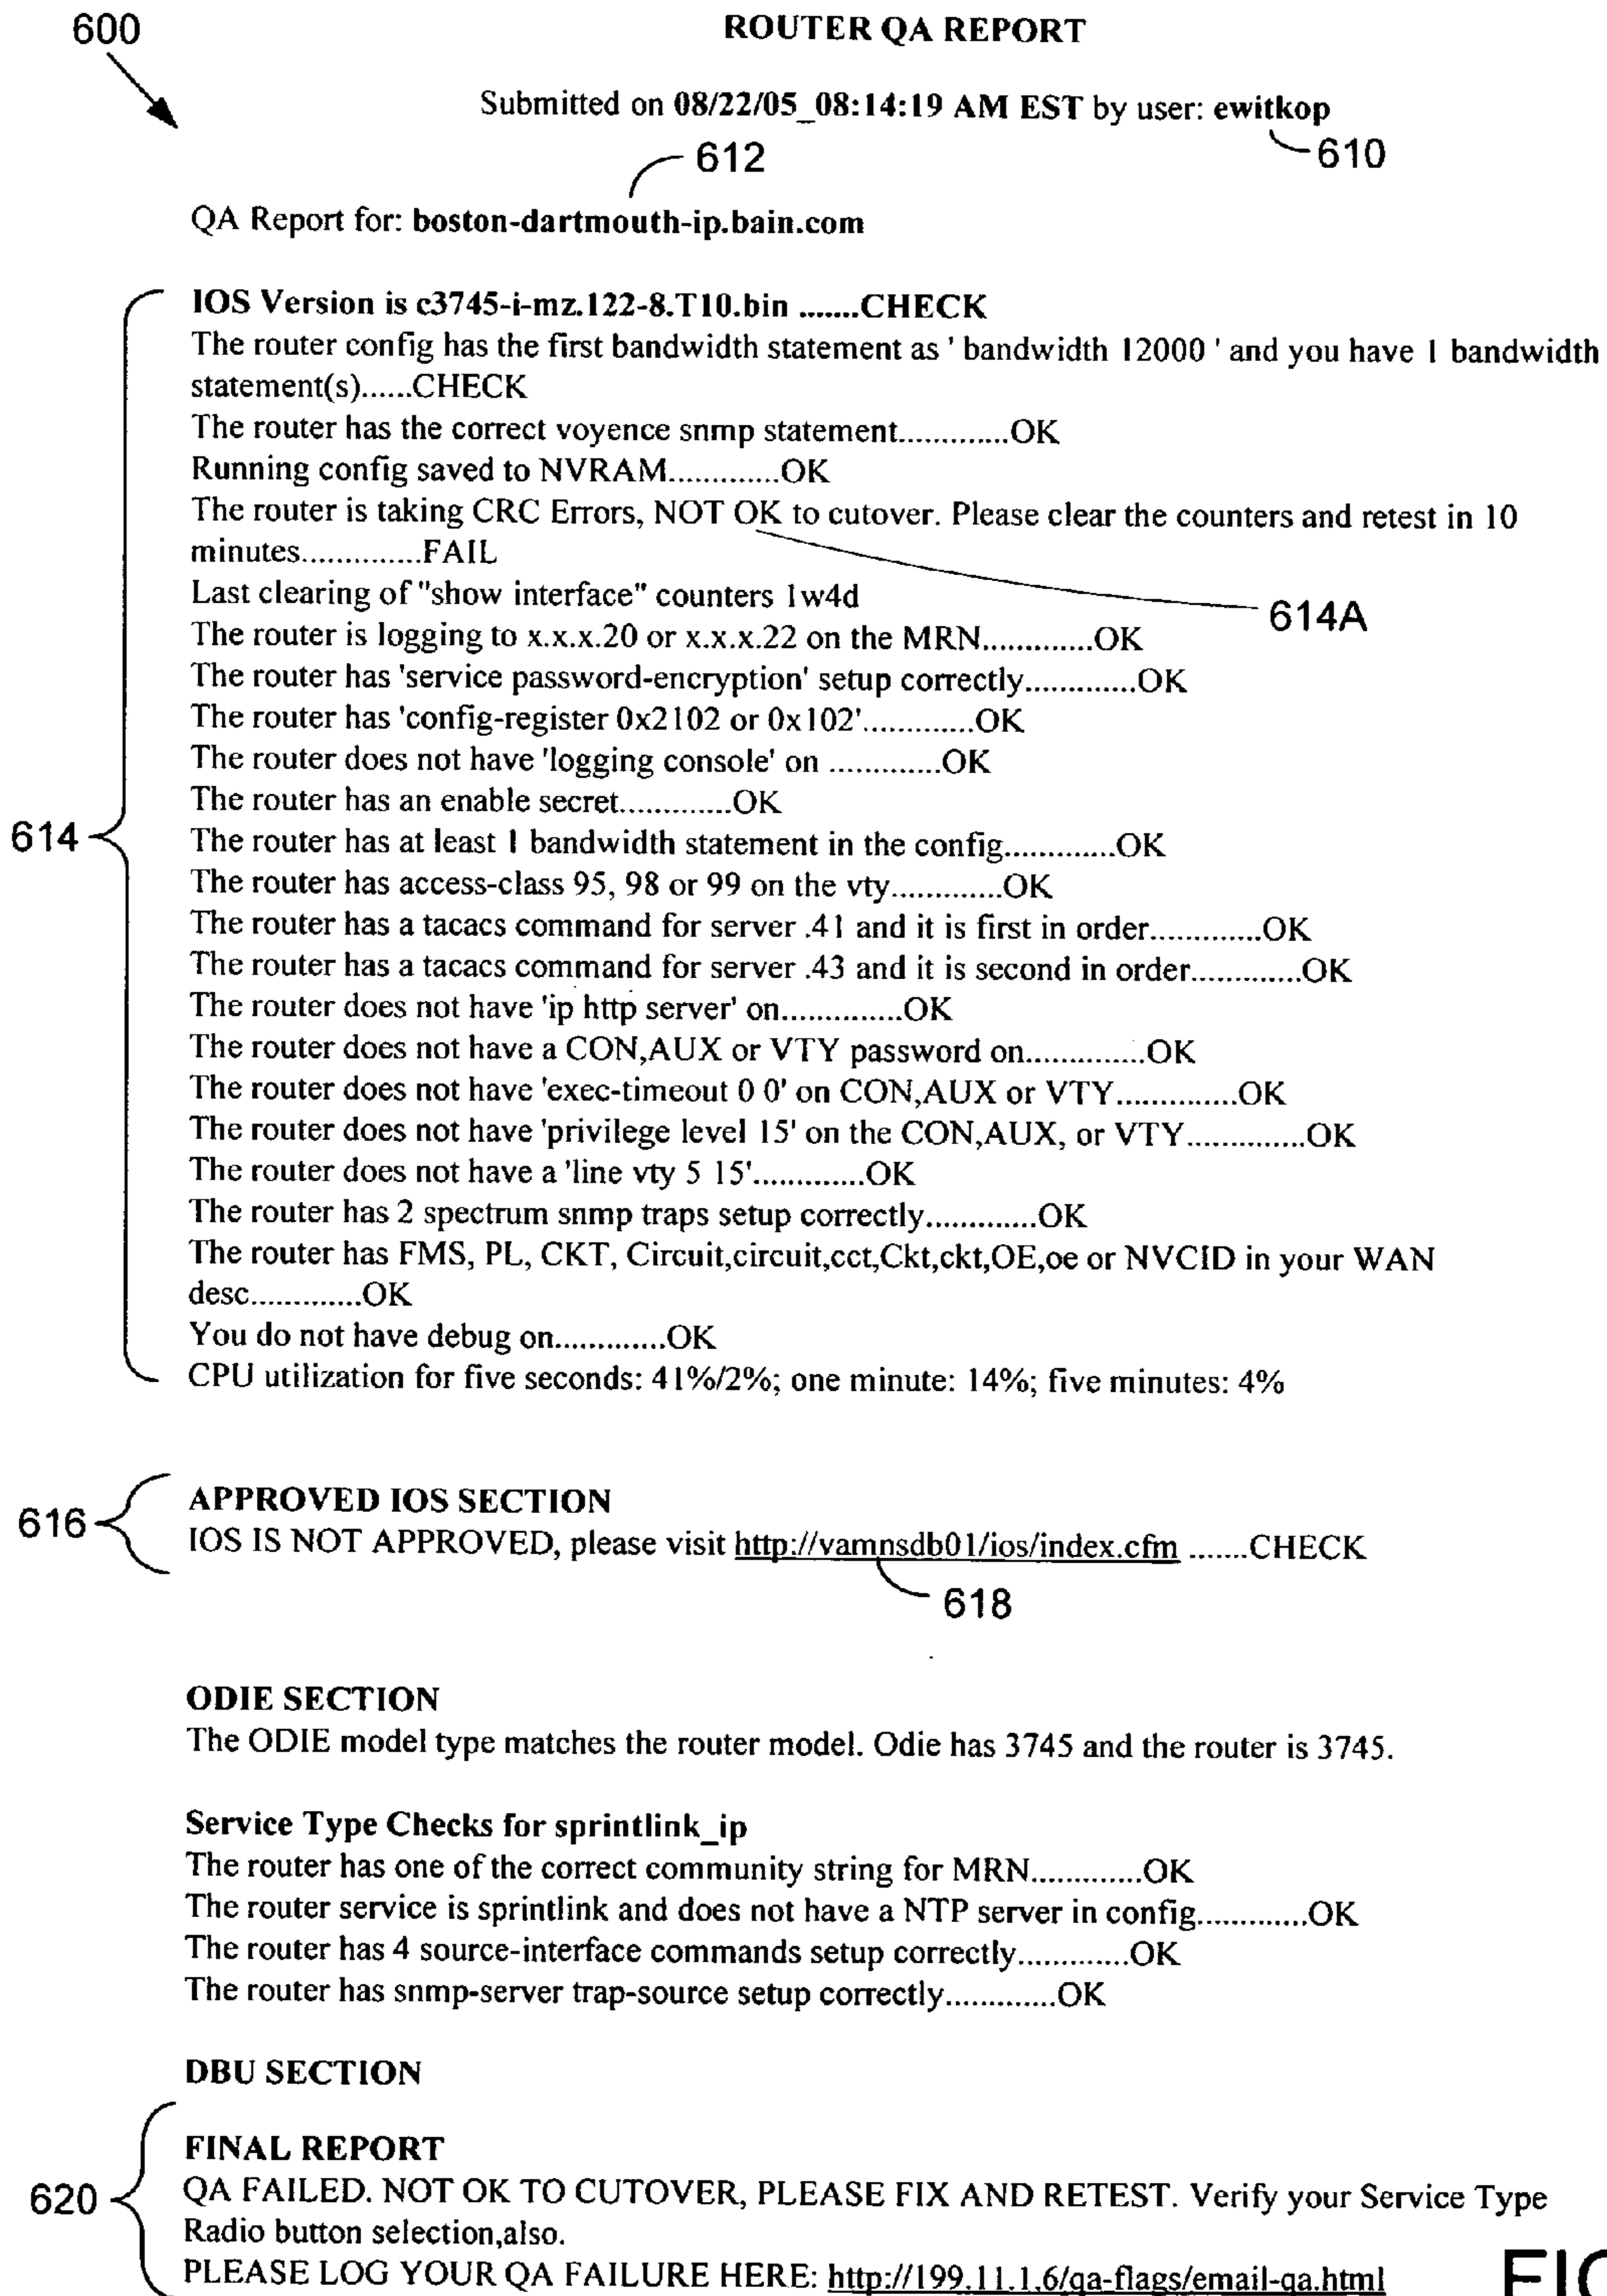 600
ROUTER QA REPORT
Submitted on 08/22/05_08:14:19 AM EST by user: ewitkop
612
610
QA Report for: boston-dartmouth-ip.bain.com
IOS Version is c3745-i-mz.122-8.T10.bin .......CHECK
The router config has the first bandwidth statement as ' bandwidth 12000 ' and you have 1 bandwidth
statement(s)......CHECK
The router has the correct voyence snmp statement.............OK
Running config saved to NVRAM.............OK
The router is taking CRC Errors, NOT OK to cutover. Please clear the counters and retest in 10
minutes..............FAIL
Last clearing of "show interface" counters 1w4d
614A
The router is logging to x.x.x.20 or x.x.x.22 on the MRN.............OK
The router has 'service password-encryption' setup correctly.............OK
The router has 'config-register 0x2102 or 0x102'.............OK
The router does not have 'logging console' on .............OK
The router has an enable secret.............OK
614
The router has at least 1 bandwidth statement in the config.............OK
The router has access-class 95, 98 or 99 on the vty.............OK
The router has a tacacs command for server .41 and it is first in order.............OK
The router has a tacacs command for server .43 and it is second in order.............OK
The router does not have 'ip http server' on..............OK
The router does not have a CON,AUX or VTY password on..............OK
The router does not have 'exec-timeout 0 0' on CON,AUX or VTY..............OK
The router does not have 'privilege level 15' on the CON,AUX, or VTY..............OK
The router does not have a 'line vty 5 15'.............OK
The router has 2 spectrum snmp traps setup correctly.............OK
The router has FMS, PL, CKT, Circuit,circuit,cct,Ckt,ckt,OE,oe or NVCID in your WAN
desc.............OK
You do not have debug on.............OK
CPU utilization for five seconds: 41%/2%; one minute: 14%; five minutes: 4%
616
APPROVED IOS SECTION
IOS IS NOT APPROVED, please visit http://vamnsdb01/ios/index.cfm .......CHECK
618
ODIE SECTION
The ODIE model type matches the router model. Odie has 3745 and the router is 3745.
Service Type Checks for sprintlink_ip
The router has one of the correct community string for MRN.............OK
The router service is sprintlink and does not have a NTP server in config.............OK
The router has 4 source-interface commands setup correctly.............OK
The router has snmp-server trap-source setup correctly.............OK
DBU SECTION
FINAL REPORT
620
QA FAILED. NOT OK TO CUTOVER, PLEASE FIX AND RETEST. Verify your Service Type
Radio button selection,also.
PLEASE LOG YOUR QA FAILURE HERE: http://199.11.1.6/qa-flags/email-qa.html